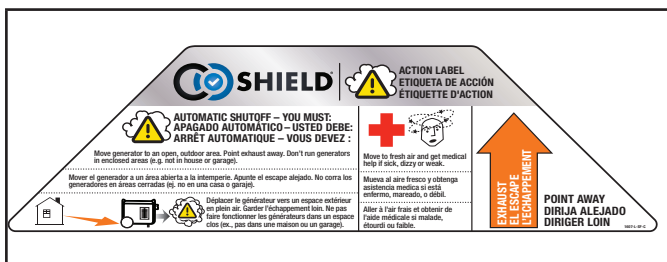 CO SHIELD®
ACTION LABEL
ETIQUETA DE ACCIÓN
ÉTIQUETTE D'ACTION
AUTOMATIC SHUTOFF – YOU MUST:
APAGADO AUTOMÁTICO – USTED DEBE:
ARRÊT AUTOMATIQUE – VOUS DEVEZ :
Move generator to an open, outdoor area. Point exhaust away. Don't run generators
in enclosed areas (e.g. not in house or garage).
Mover el generador a un área abierta a la intemperie. Apunte el escape alejado. No corra los
generadores en áreas cerradas (ej. no en una casa o garaje).
Déplacer le générateur vers un espace extérieur
en plein air. Garder l'échappement loin. Ne pas
faire fonctionner les générateurs dans un espace
clos (ex., pas dans une maison ou un garage).
Move to fresh air and get medical
help if sick, dizzy or weak.
Mueva al aire fresco y obtenga
asistencia medica si está
enfermo, mareado, o débil.
Aller à l'air frais et obtenir de
l'aide médicale si malade,
étourdi ou faible.
EXHAUST
EL ESCAPE
L'ÉCHAPPEMENT
POINT AWAY
DIRIJA ALEJADO
DIRIGER LOIN